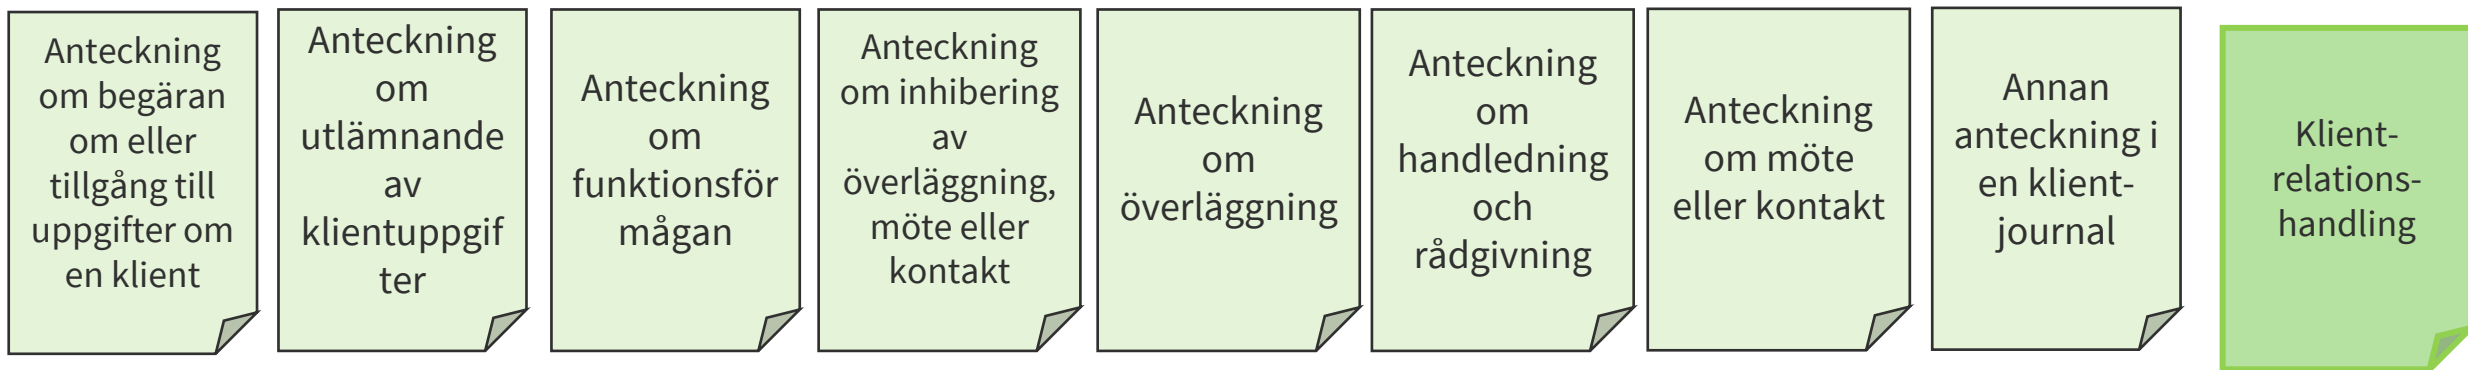 Anteckning
om begäran
om eller
tillgång till
uppgifter om
en klient
Anteckning
om
utlämnande
av
klientuppgif
ter
Anteckning
om
funktionsför
mågan
Anteckning
om inhibering
av
överläggning,
möte eller
kontakt
Anteckning
om
överläggning
Anteckning
om
handledning
och
rådgivning
Anteckning
om möte
eller kontakt
Annan
anteckning i
en klient-
journal
Klient-
relations-
handling